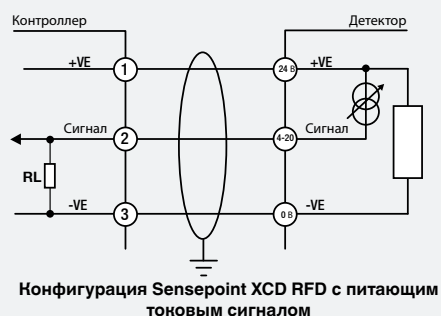 Контроллер Детектор
+VE 1 24 В +VE
Сигнал 2 4-20 Сигнал
RL
-VE 3 0 В -VE
Конфигурация Sensepoint XCD RFD с питающим
токовым сигналом